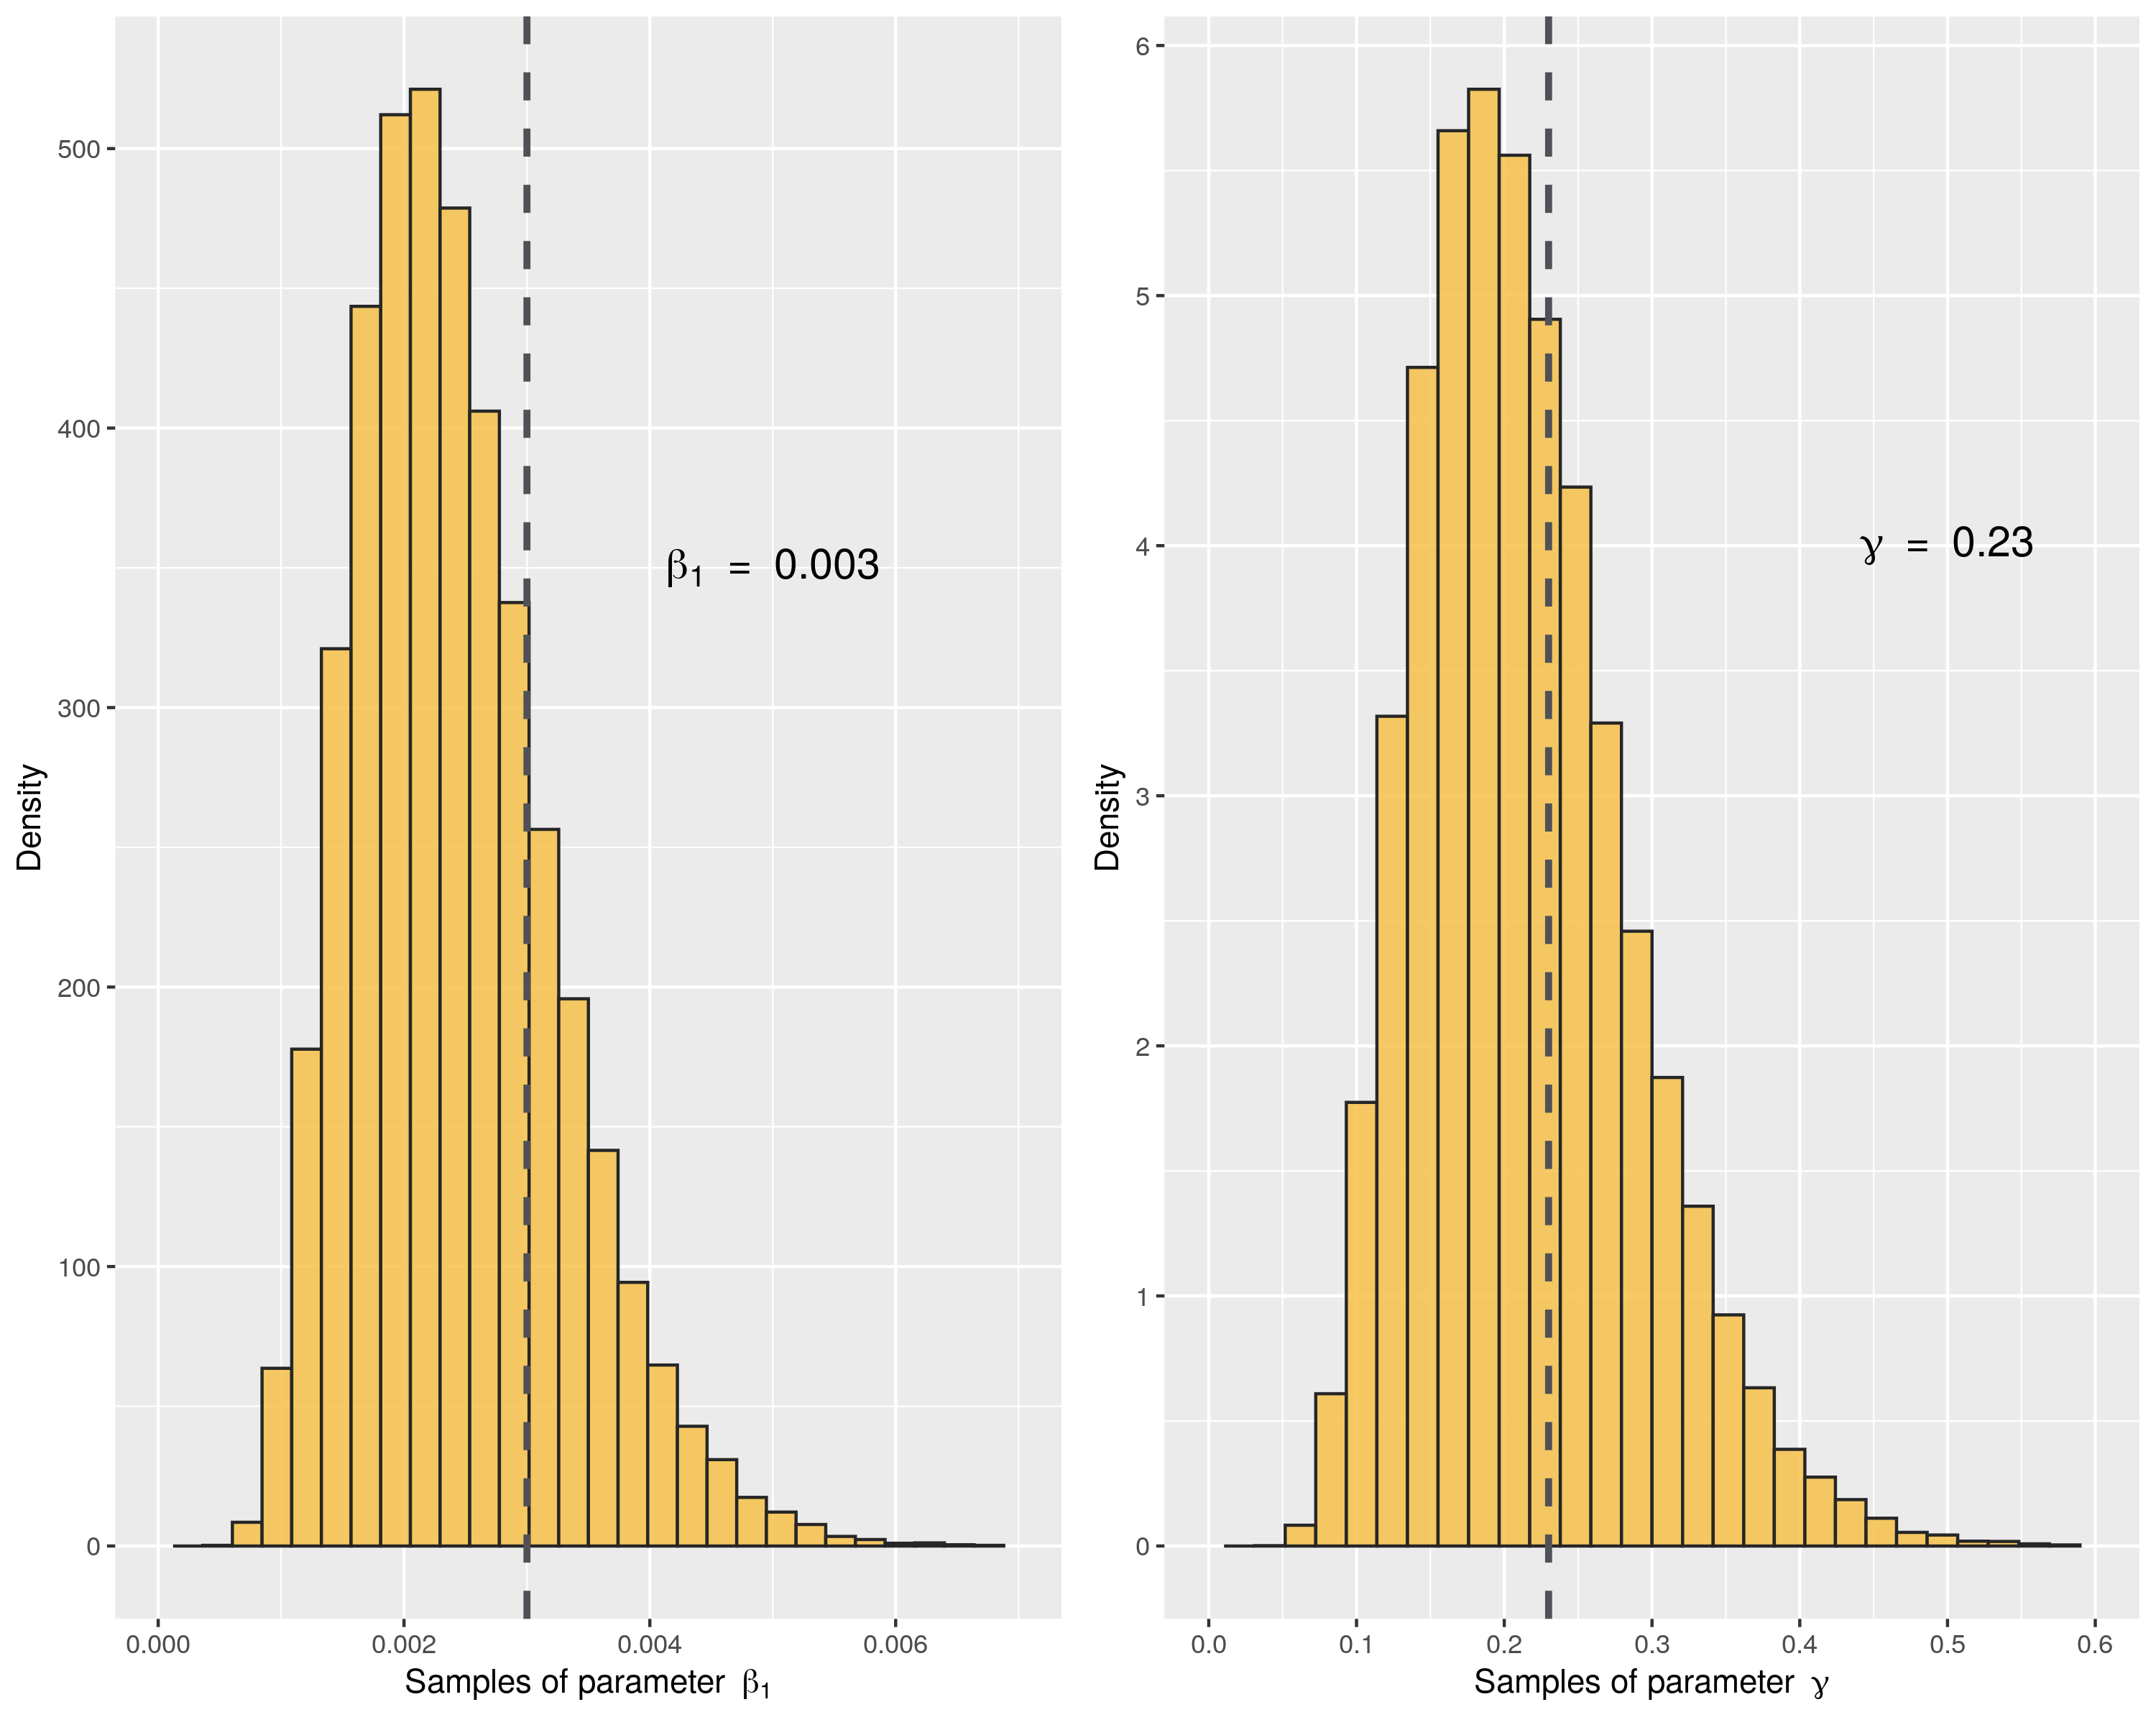 Density
500
400
300
200
100
0
β₁ = 0.003
0.000 0.002 0.004 0.006
Samples of parameter β₁
Density
6
5
4
3
2
1
0
γ = 0.23
0.0 0.1 0.2 0.3 0.4 0.5 0.6
Samples of parameter γ